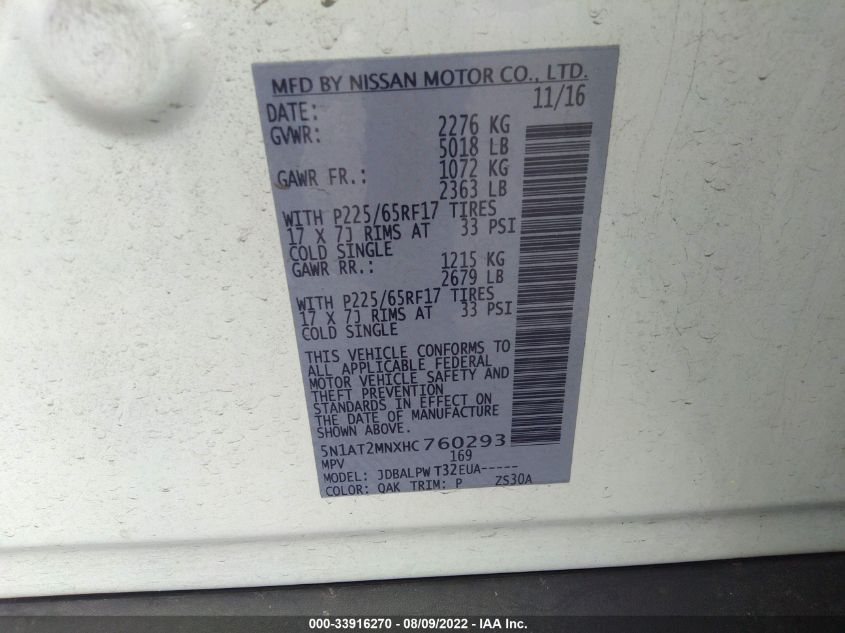 MFD BY NISSAN MOTOR CO., LTD.
DATE: 11/16
GVWR: 2276 KG
5018 LB
GAWR FR.: 1072 KG
2363 LB
WITH P225/65RF17 TIRES
17 X 7J RIMS AT 33 PSI
COLD SINGLE
GAWR RR.: 1215 KG
2679 LB
WITH P225/65RF17 TIRES
17 X 7J RIMS AT 33 PSI
COLD SINGLE
THIS VEHICLE CONFORMS TO
ALL APPLICABLE FEDERAL
MOTOR VEHICLE SAFETY AND
THEFT PREVENTION
STANDARDS IN EFFECT ON
THE DATE OF MANUFACTURE
SHOWN ABOVE.
5N1AT2MNXHC760293
MPV 169
MODEL: JDBALPW T32EUA-----
COLOR: QAK TRIM: P ZS30A
000-33916270 - 08/09/2022 - IAA Inc.